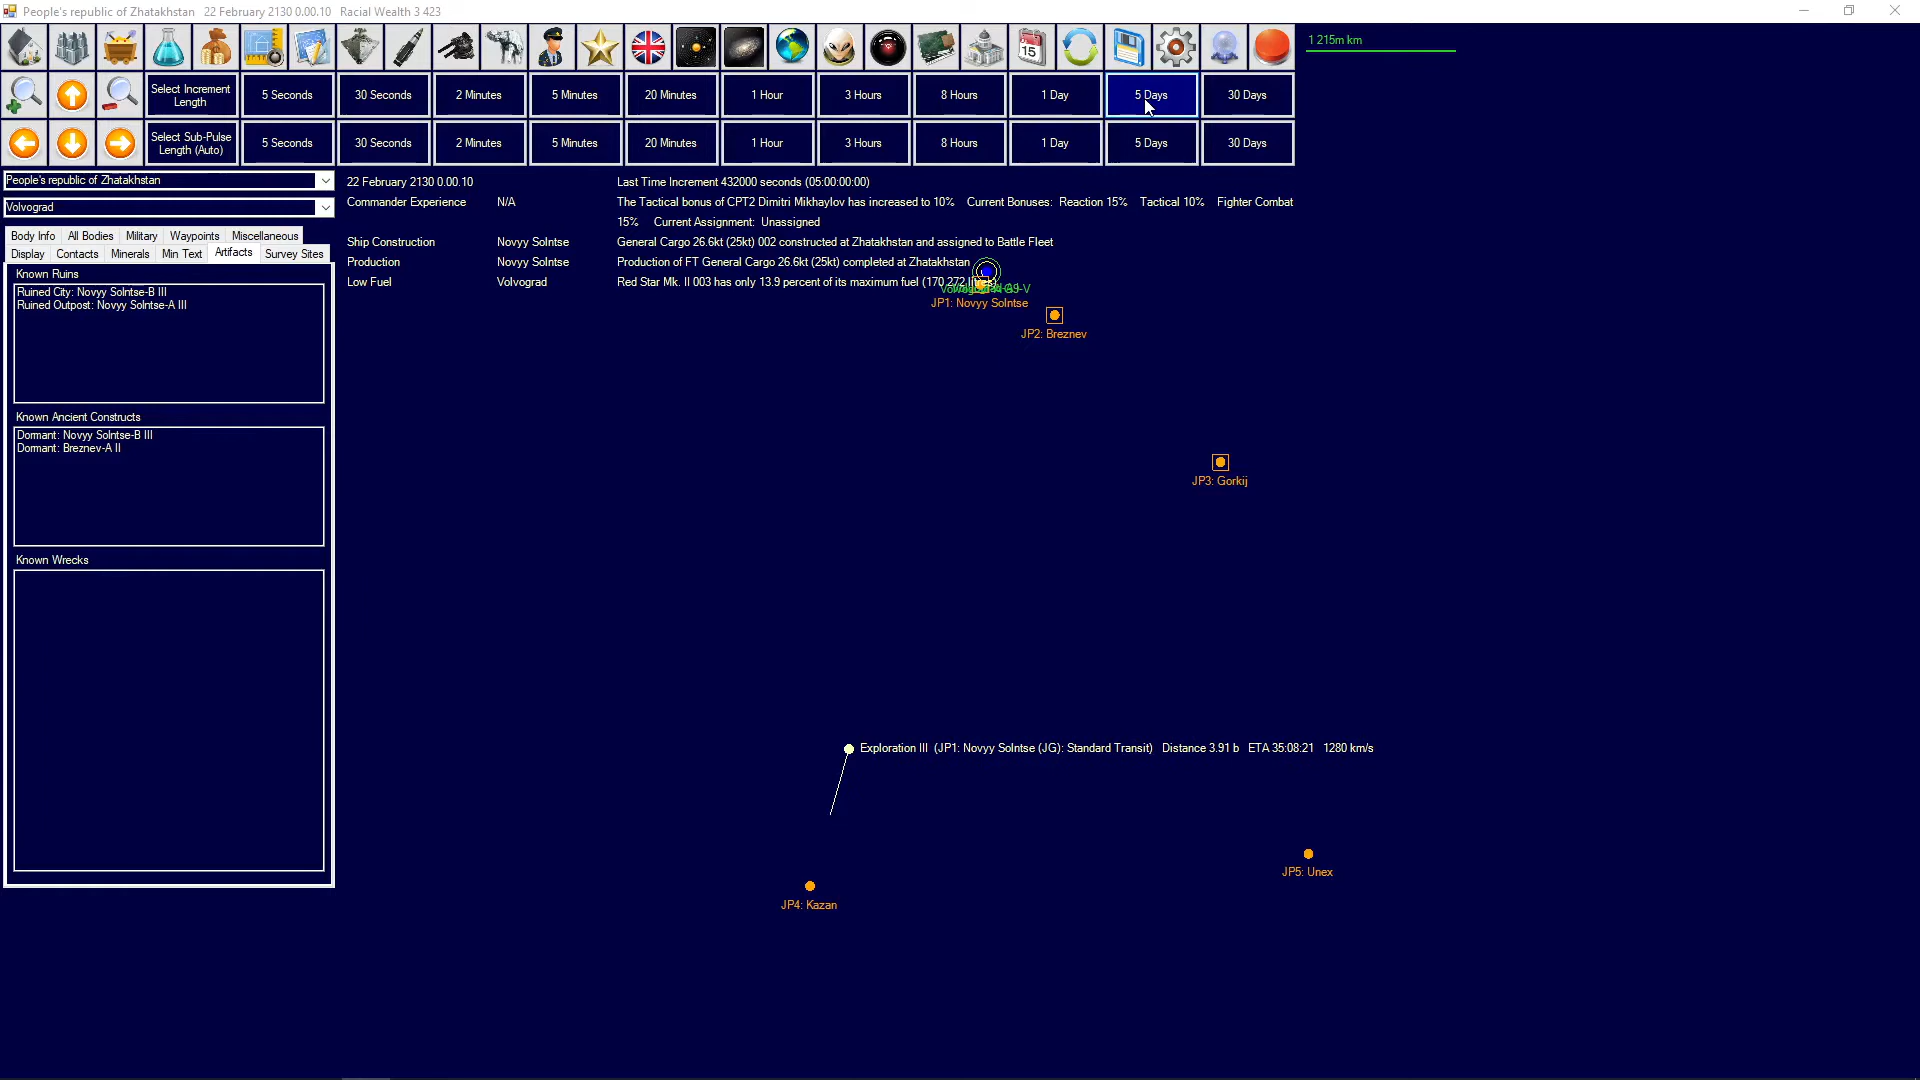 People's republic of Zhatakhstan   22 February 2130 0.00.10   Racial Wealth 3 423
15
1 215m km
Select Increment Length
5 Seconds
30 Seconds
2 Minutes
5 Minutes
20 Minutes
1 Hour
3 Hours
8 Hours
1 Day
5 Days
30 Days
Select Sub-Pulse Length (Auto)
5 Seconds
30 Seconds
2 Minutes
5 Minutes
20 Minutes
1 Hour
3 Hours
8 Hours
1 Day
5 Days
30 Days
People's republic of Zhatakhstan
Volvograd
Body Info   All Bodies   Military   Waypoints   Miscellaneous
Display   Contacts   Minerals   Min Text   Artifacts   Survey Sites
Known Ruins
Ruined City: Novyy Solntse-B III
Ruined Outpost: Novyy Solntse-A III
Known Ancient Constructs
Dormant: Novyy Solntse-B III
Dormant: Breznev-A II
Known Wrecks
22 February 2130 0.00.10   Last Time Increment 432000 seconds (05:00:00:00)
Commander Experience   N/A   The Tactical bonus of CPT2 Dimitri Mikhaylov has increased to 10%   Current Bonuses:   Reaction 15%   Tactical 10%   Fighter Combat
15%   Current Assignment:   Unassigned
Ship Construction   Novyy Solntse   General Cargo 26.6kt (25kt) 002 constructed at Zhatakhstan and assigned to Battle Fleet
Production   Novyy Solntse   Production of FT General Cargo 26.6kt (25kt) completed at Zhatakhstan
Low Fuel   Volvograd   Red Star Mk. II 003 has only 13.9 percent of its maximum fuel (170 272 litres)
JP1: Novyy Solntse
JP2: Breznev
JP3: Gorkij
Exploration III  (JP1: Novyy Solntse (JG): Standard Transit)   Distance 3.91 b   ETA 35:08:21   1280 km/s
JP5: Unex
JP4: Kazan